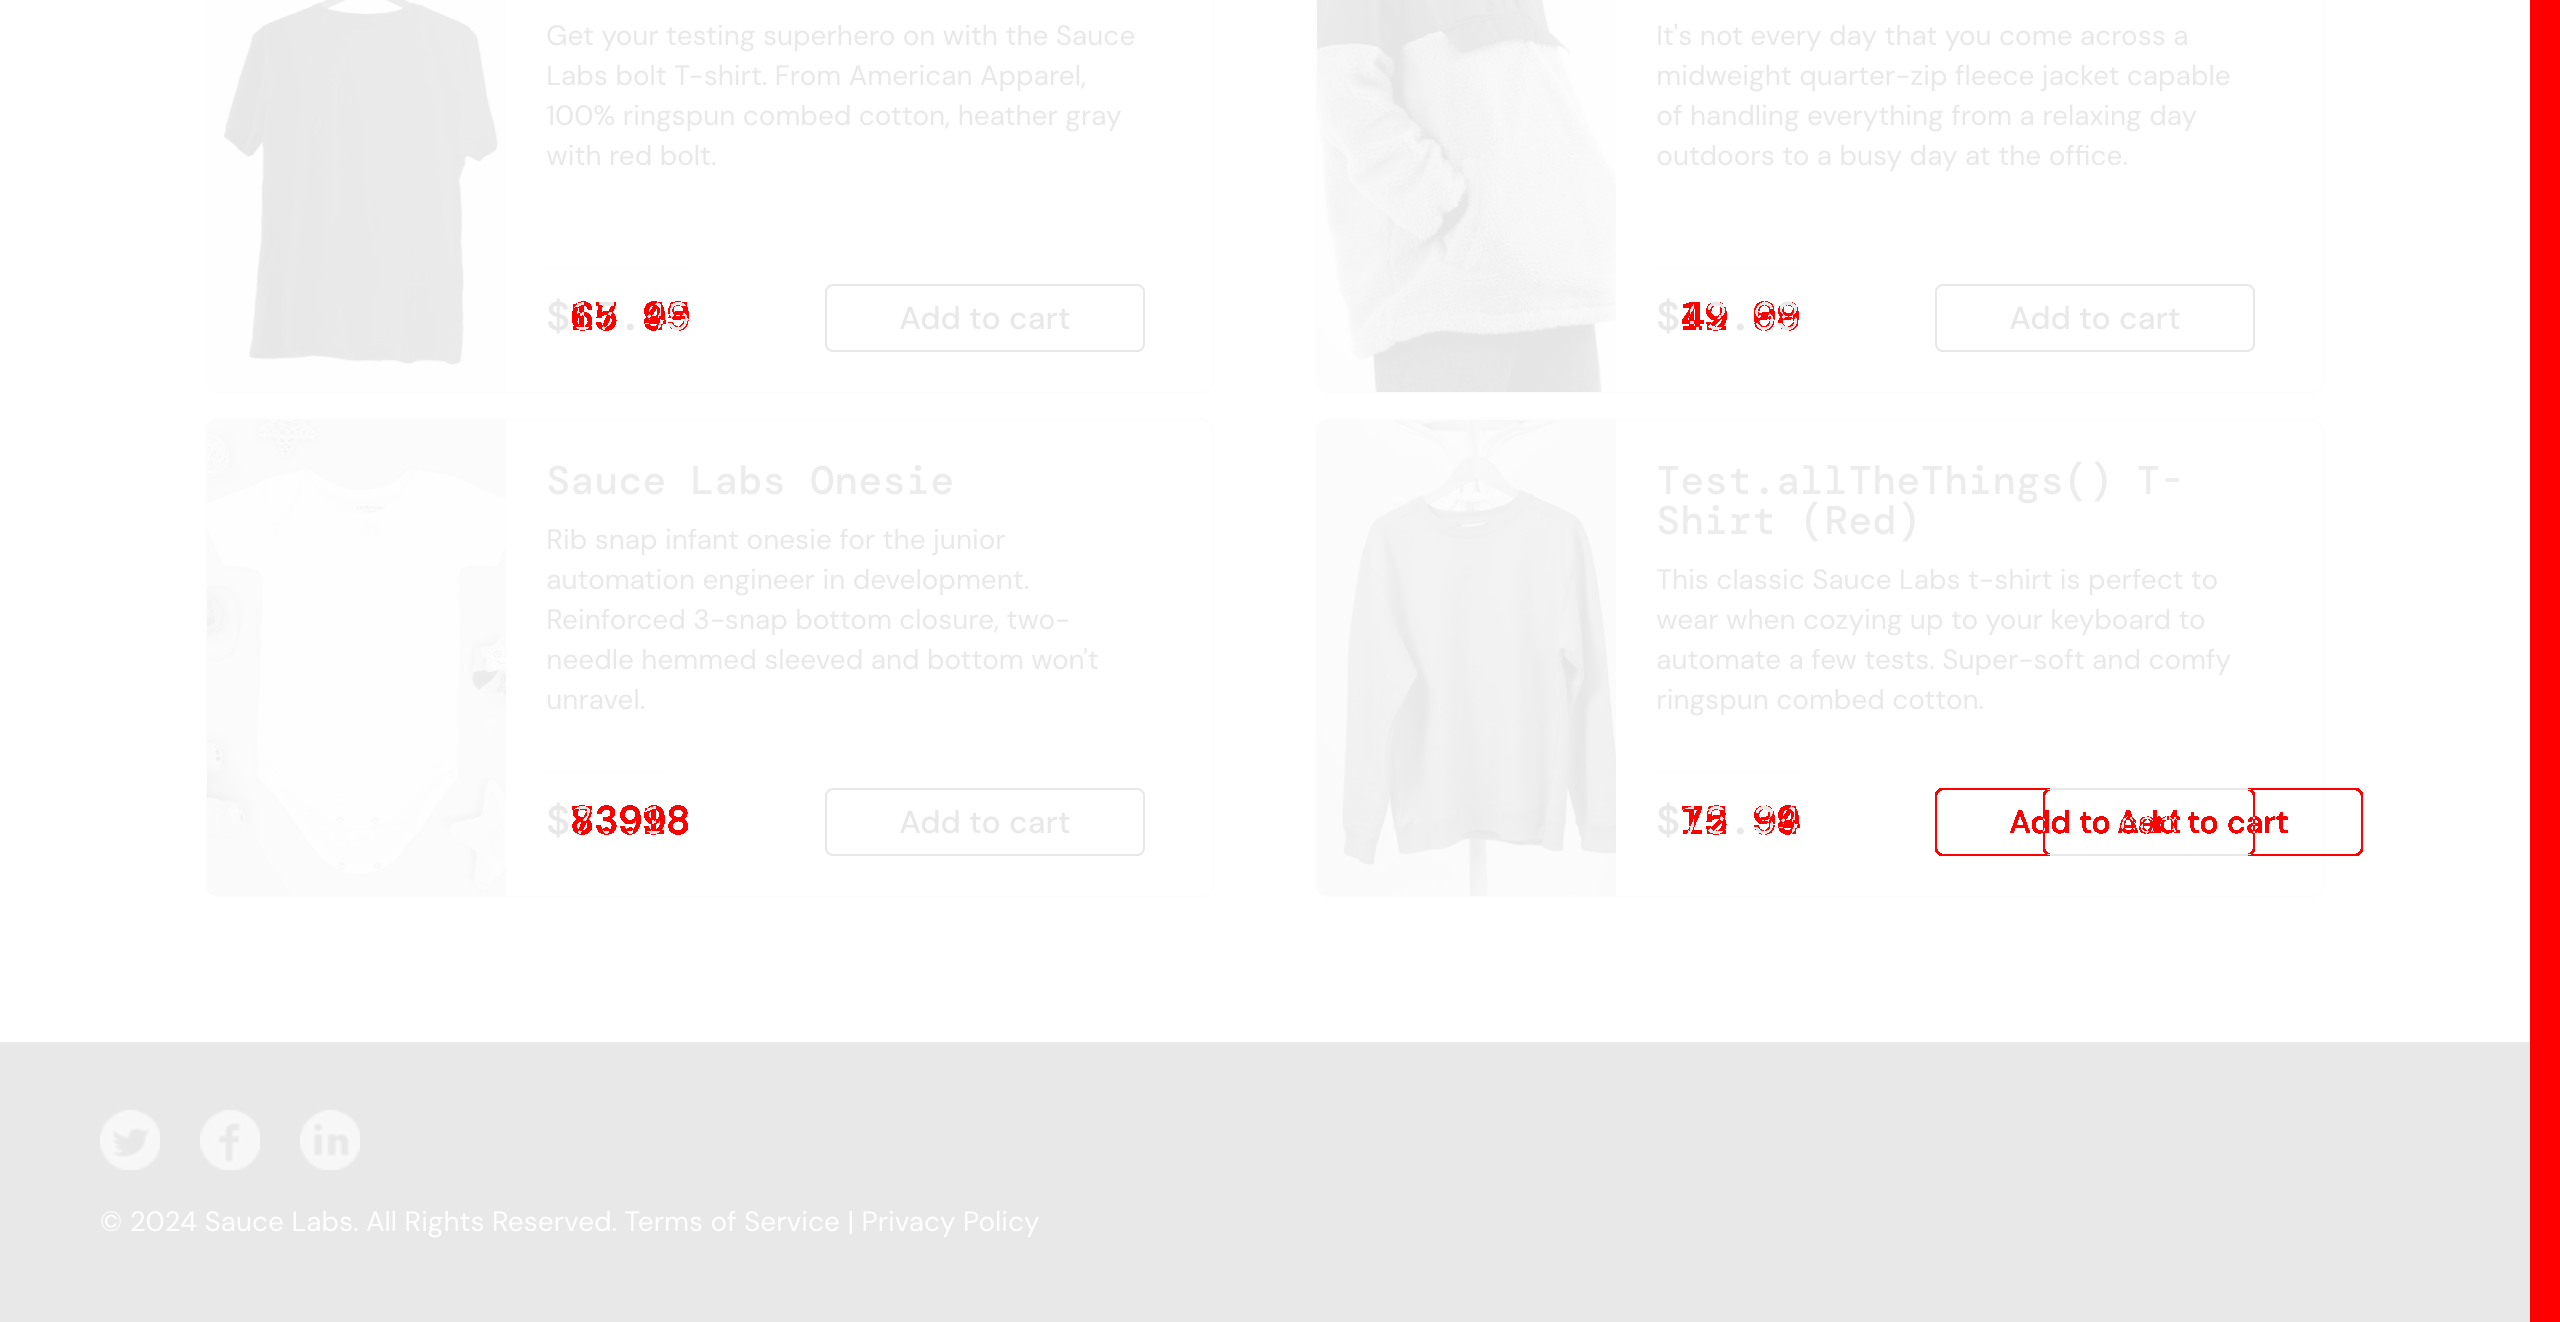 Get your testing superhero on with the Sauce
Labs bolt T-shirt. From American Apparel,
100% ringspun combed cotton, heather gray
with red bolt.
$
Add to cart
It's not every day that you come across a
midweight quarter-zip fleece jacket capable
of handling everything from a relaxing day
outdoors to a busy day at the office.
$
Add to cart
Sauce Labs Onesie
Rib snap infant onesie for the junior
automation engineer in development.
Reinforced 3-snap bottom closure, two-
needle hemmed sleeved and bottom won't
unravel.
$
Add to cart
Test.allTheThings() T-
Shirt (Red)
This classic Sauce Labs t-shirt is perfect to
wear when cozying up to your keyboard to
automate a few tests. Super-soft and comfy
ringspun combed cotton.
$
Add to Add to cart
© 2024 Sauce Labs. All Rights Reserved. Terms of Service | Privacy Policy